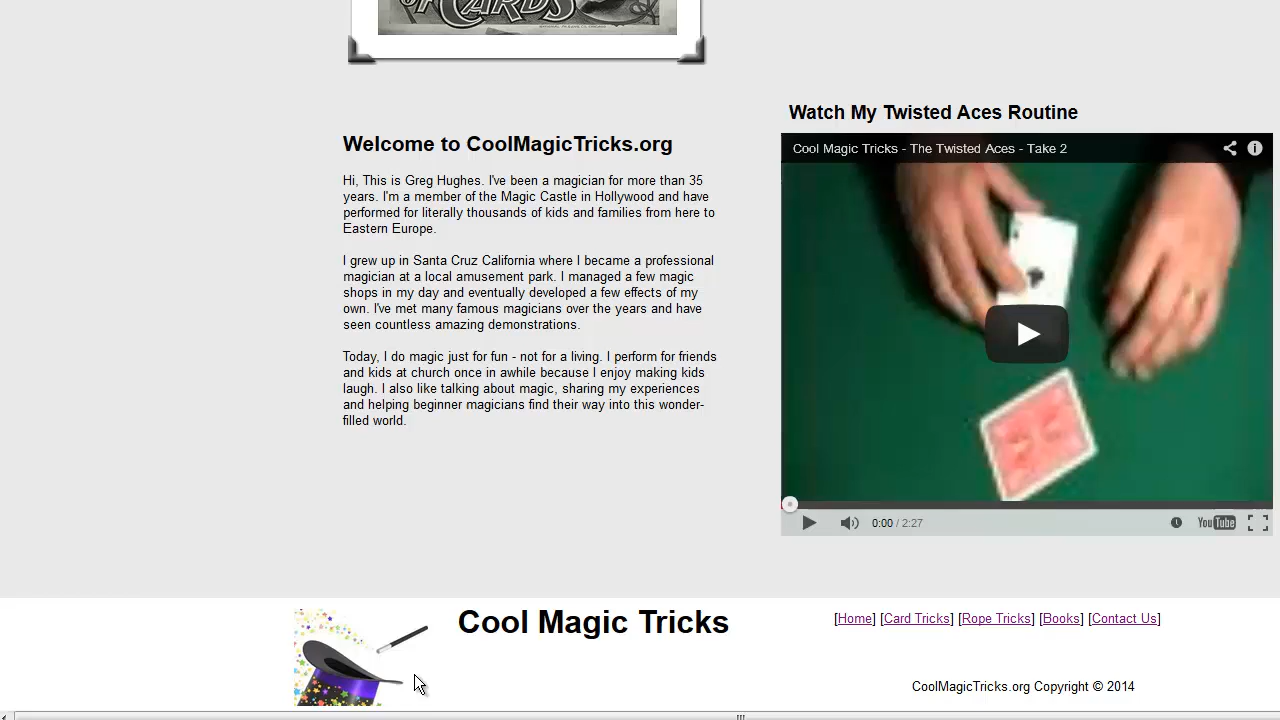 OF CARDS
Welcome to CoolMagicTricks.org
Hi, This is Greg Hughes. I've been a magician for more than 35
years. I'm a member of the Magic Castle in Hollywood and have
performed for literally thousands of kids and families from here to
Eastern Europe.
I grew up in Santa Cruz California where I became a professional
magician at a local amusement park. I managed a few magic
shops in my day and eventually developed a few effects of my
own. I've met many famous magicians over the years and have
seen countless amazing demonstrations.
Today, I do magic just for fun - not for a living. I perform for friends
and kids at church once in awhile because I enjoy making kids
laugh. I also like talking about magic, sharing my experiences
and helping beginner magicians find their way into this wonder-
filled world.
Watch My Twisted Aces Routine
Cool Magic Tricks - The Twisted Aces - Take 2
0:00 / 2:27
YouTube
Cool Magic Tricks
[Home] [Card Tricks] [Rope Tricks] [Books] [Contact Us]
CoolMagicTricks.org Copyright © 2014